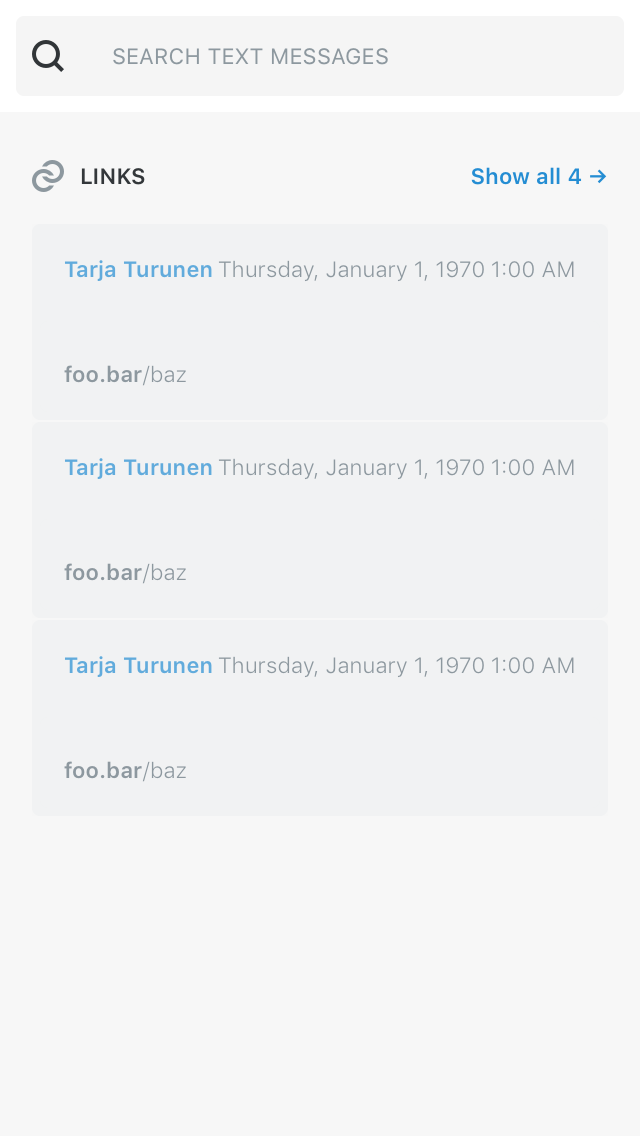 SEARCH TEXT MESSAGES
LINKS Show all 4 →
Tarja Turunen Thursday, January 1, 1970 1:00 AM
foo.bar/baz
Tarja Turunen Thursday, January 1, 1970 1:00 AM
foo.bar/baz
Tarja Turunen Thursday, January 1, 1970 1:00 AM
foo.bar/baz